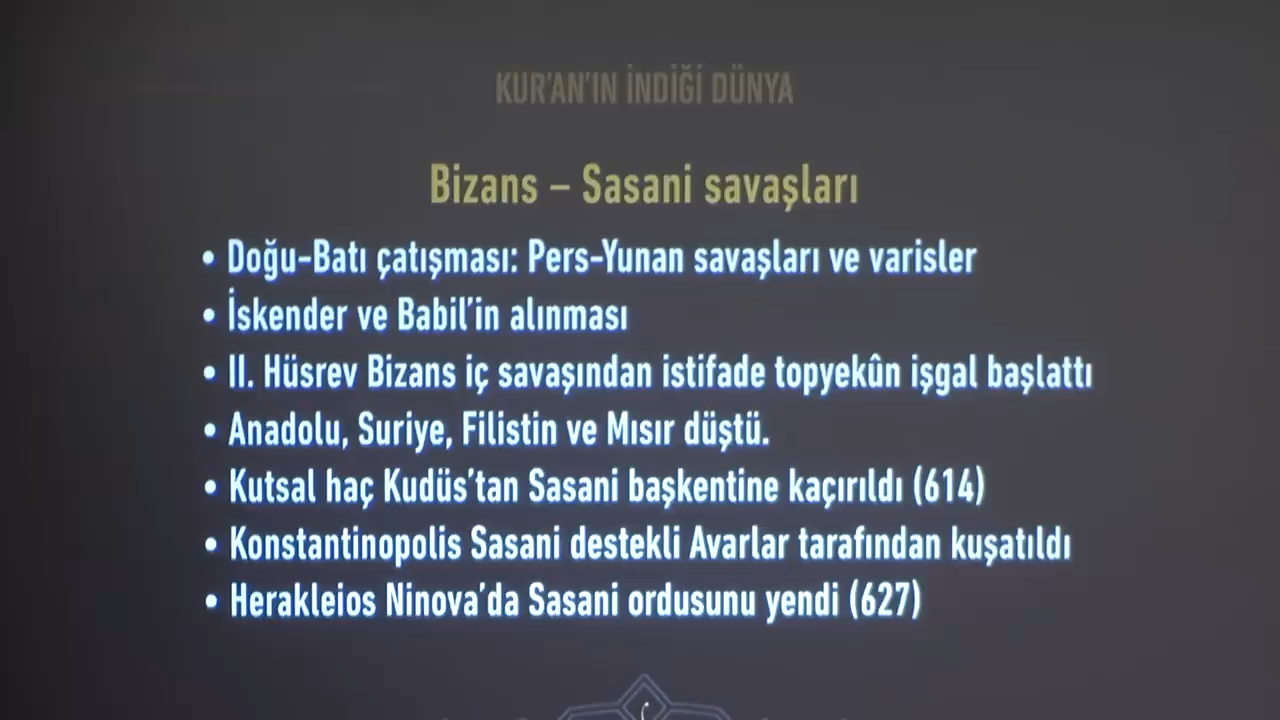 KUR'AN'IN İNDİĞİ DÜNYA
Bizans – Sasani savaşları
• Doğu-Batı çatışması: Pers-Yunan savaşları ve varisler
• İskender ve Babil'in alınması
• II. Hüsrev Bizans iç savaşından istifade topyekûn işgal başlattı
• Anadolu, Suriye, Filistin ve Mısır düştü.
• Kutsal haç Kudüs'tan Sasani başkentine kaçırıldı (614)
• Konstantinopolis Sasani destekli Avarlar tarafından kuşatıldı
• Herakleios Ninova'da Sasani ordusunu yendi (627)